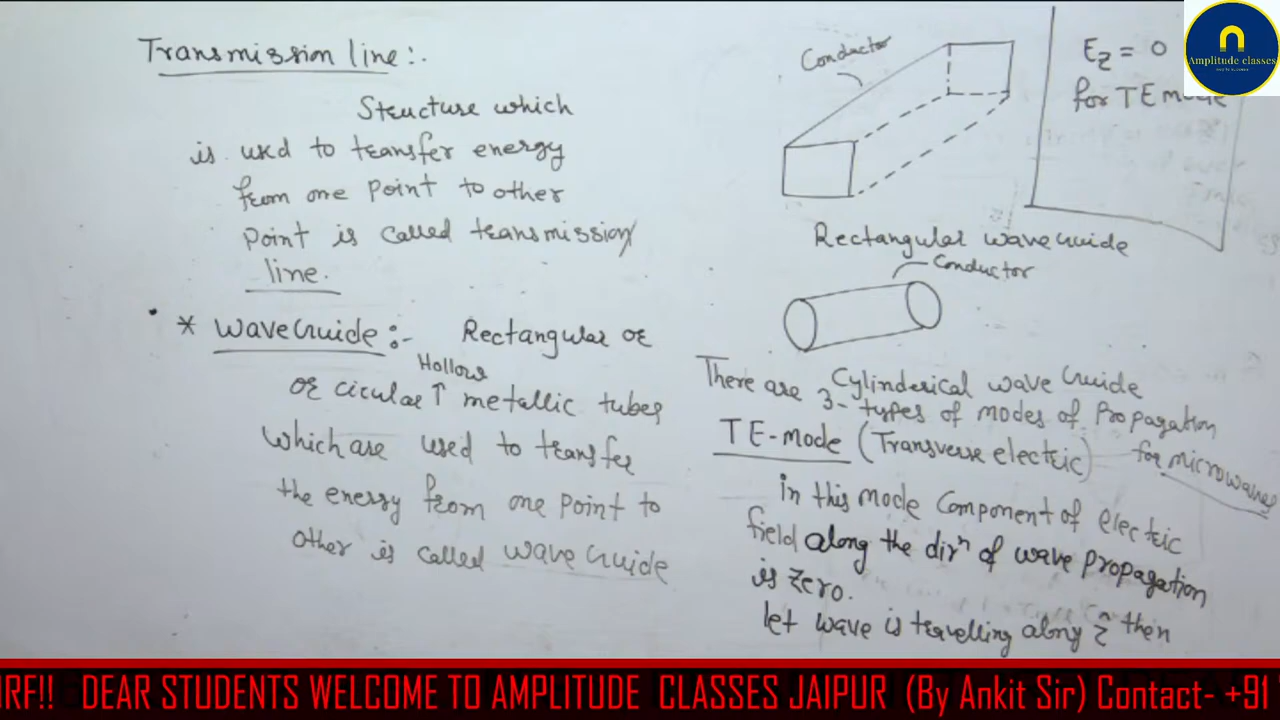 Transmission line:-
Structure which
is used to transfer energy
from one point to other
point is called transmission
line.
* WaveGuide :- Rectangular or
Hollow
or cicular ↑ metallic tubes
which are used to transfer
the energy from one point to
other is called waveGuide
Conductor
Rectangular waveGuide
Conductor
Cylinderical wave Guide
Ez = 0
for TE mode
There are 3- types of modes of Propagation
for microwaves
TE-mode (Transverse electric)
in this mode Component of electric
field along the dirⁿ of wave propagation
is zero.
let wave is travelling along ẑ then
Amplitude classes
JRF!! DEAR STUDENTS WELCOME TO AMPLITUDE CLASSES JAIPUR (By Ankit Sir) Contact- +91